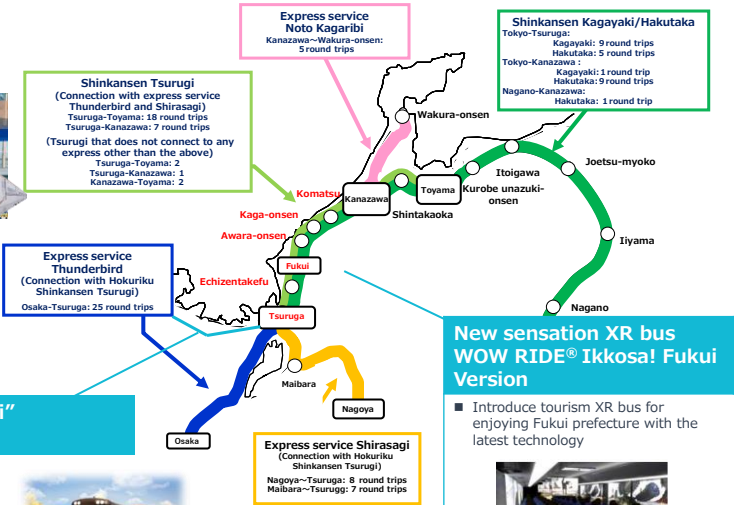 Express service
Noto Kagaribi
Kanazawa～Wakura-onsen:
5 round trips
Shinkansen Kagayaki/Hakutaka
Tokyo-Tsuruga:
Kagayaki: 9 round trips
Hakutaka: 5 round trips
Tokyo-Kanazawa :
Kagayaki: 1 round trip
Hakutaka: 9 round trips
Nagano-Kanazawa:
Hakutaka: 1 round trip
Shinkansen Tsurugi
(Connection with express service
Thunderbird and Shirasagi)
Tsuruga-Toyama: 18 round trips
Tsuruga-Kanazawa: 7 round trips
(Tsurugi that does not connect to any
express other than the above)
Tsuruga-Toyama: 2
Tsuruga-Kanazawa: 1
Kanazawa-Toyama: 2
Wakura-onsen
Itoigawa
Joetsu-myoko
Komatsu
Kanazawa
Toyama
Kurobe unazuki-
onsen
Shintakaoka
Kaga-onsen
Awara-onsen
Iiyama
Express service
Thunderbird
(Connection with Hokuriku
Shinkansen Tsurugi)
Osaka-Tsuruga: 25 round trips
Fukui
Echizentakefu
Tsuruga
Nagano
Maibara
Nagoya
Osaka
New sensation XR bus
WOW RIDE® Ikkosa! Fukui
Version
■ Introduce tourism XR bus for
enjoying Fukui prefecture with the
latest technology
i”
Express service Shirasagi
(Connection with Hokuriku
Shinkansen Tsurugi)
Nagoya～Tsuruga: 8 round trips
Maibara～Tsurugg: 7 round trips